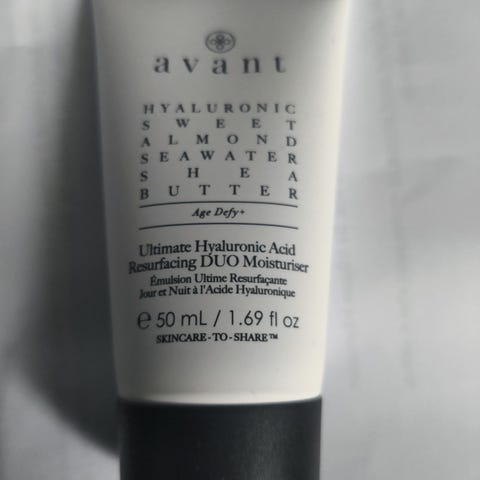 avant
HYALURONIC
SWEET
ALMOND
SEAWATER
SHEA
BUTTER
Age Defy+
Ultimate Hyaluronic Acid
Resurfacing DUO Moisturiser
Émulsion Ultime Resurfaçante
Jour et Nuit à l'Acide Hyaluronique
℮ 50 mL / 1.69 fl oz
SKINCARE-TO-SHARE™